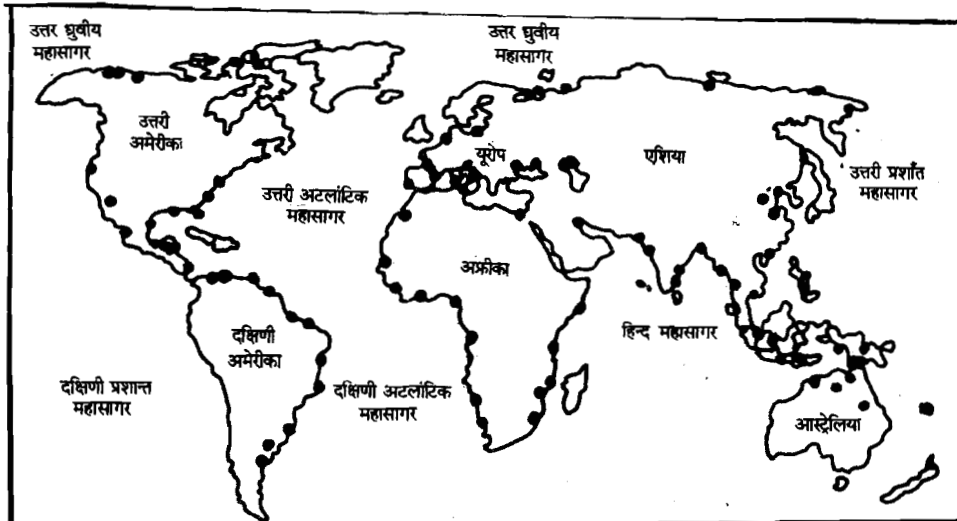 उत्तर ध्रुवीय
महासागर
उत्तर ध्रुवीय
महासागर
उत्तरी
अमेरीका
यूरोप
एशिया
उत्तरी प्रशाँत
महासागर
उत्तरी अटलांटिक
महासागर
अफ्रीका
दक्षिणी
अमेरीका
हिन्द महासागर
दक्षिणी प्रशान्त
महासागर
दक्षिणी अटलांटिक
महासागर
आस्ट्रेलिया